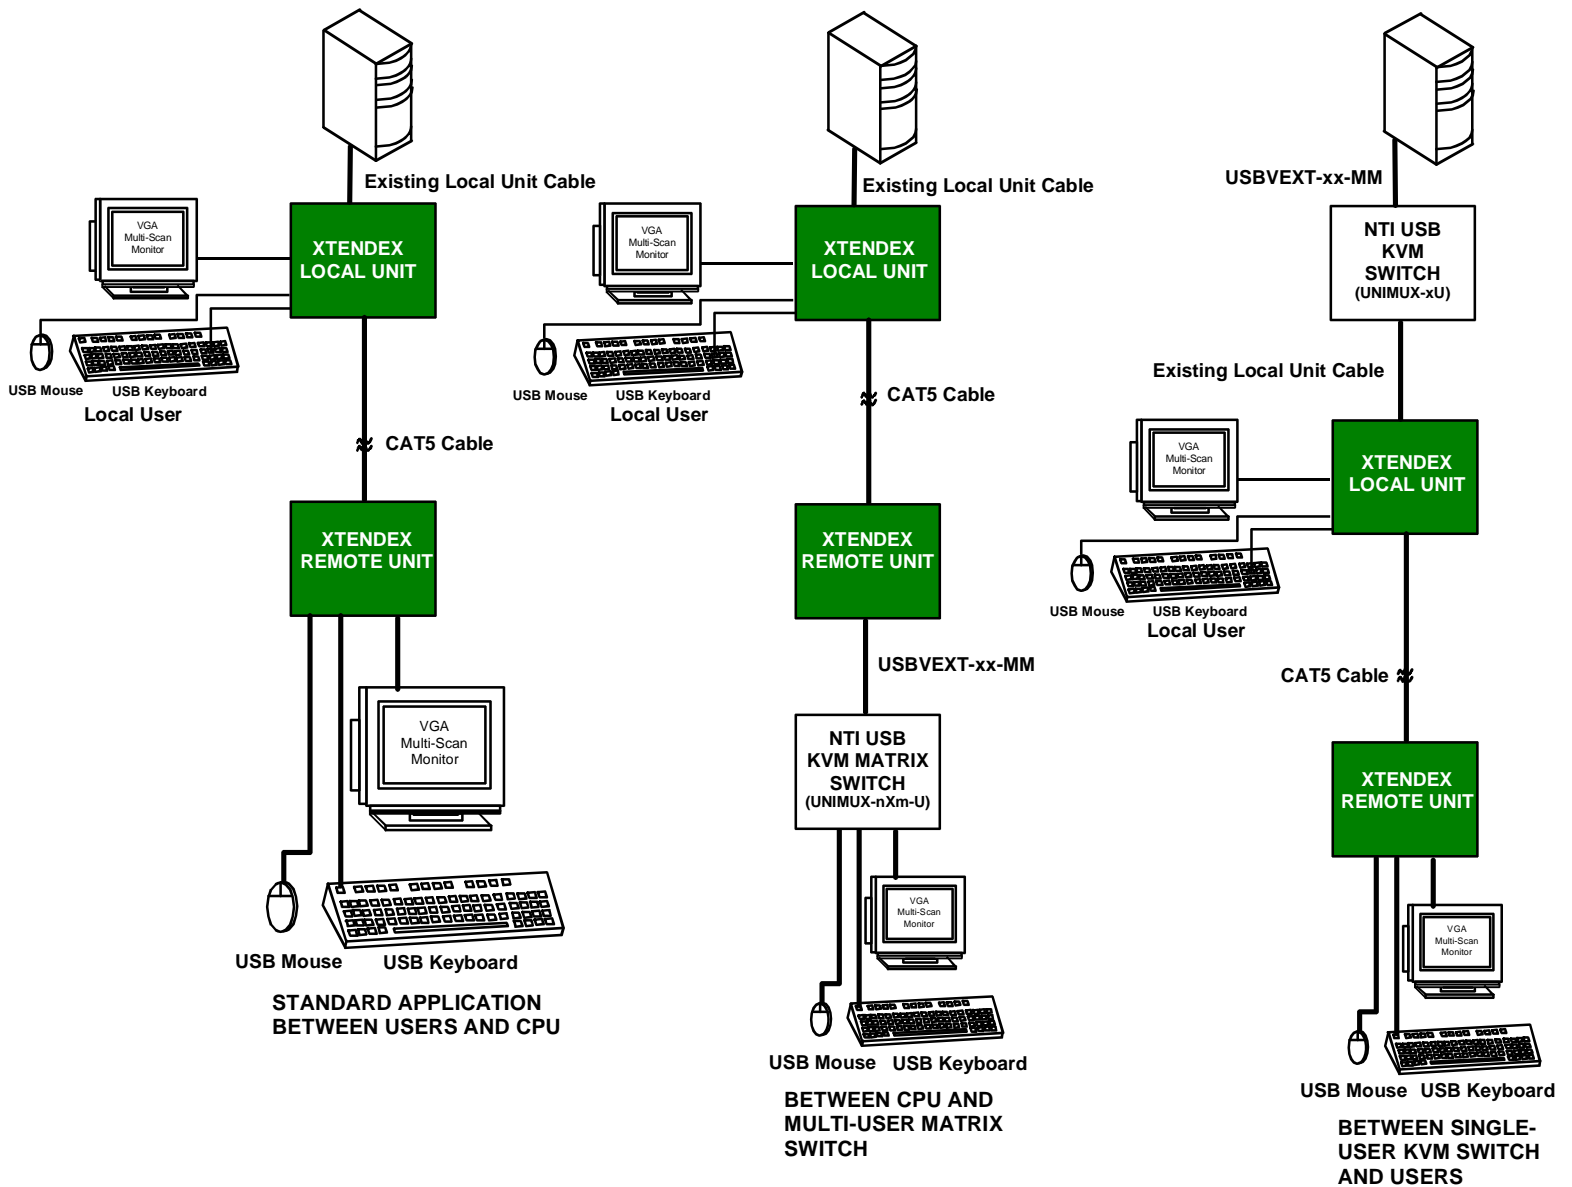 Existing Local Unit Cable
VGA
Multi-Scan
Monitor
XTENDEX
LOCAL UNIT
USB Mouse
USB Keyboard
Local User
CAT5 Cable
XTENDEX
REMOTE UNIT
VGA
Multi-Scan
Monitor
USB Mouse
USB Keyboard
STANDARD APPLICATION
BETWEEN USERS AND CPU
Existing Local Unit Cable
VGA
Multi-Scan
Monitor
XTENDEX
LOCAL UNIT
USB Mouse
USB Keyboard
Local User
CAT5 Cable
XTENDEX
REMOTE UNIT
USBVEXT-xx-MM
NTI USB
KVM MATRIX
SWITCH
(UNIMUX-nXm-U)
VGA
Multi-Scan
Monitor
USB Mouse
USB Keyboard
BETWEEN CPU AND
MULTI-USER MATRIX
SWITCH
USBVEXT-xx-MM
NTI USB
KVM
SWITCH
(UNIMUX-xU)
Existing Local Unit Cable
VGA
Multi-Scan
Monitor
XTENDEX
LOCAL UNIT
USB Mouse
USB Keyboard
Local User
CAT5 Cable
XTENDEX
REMOTE UNIT
VGA
Multi-Scan
Monitor
USB Mouse
USB Keyboard
BETWEEN SINGLE-
USER KVM SWITCH
AND USERS